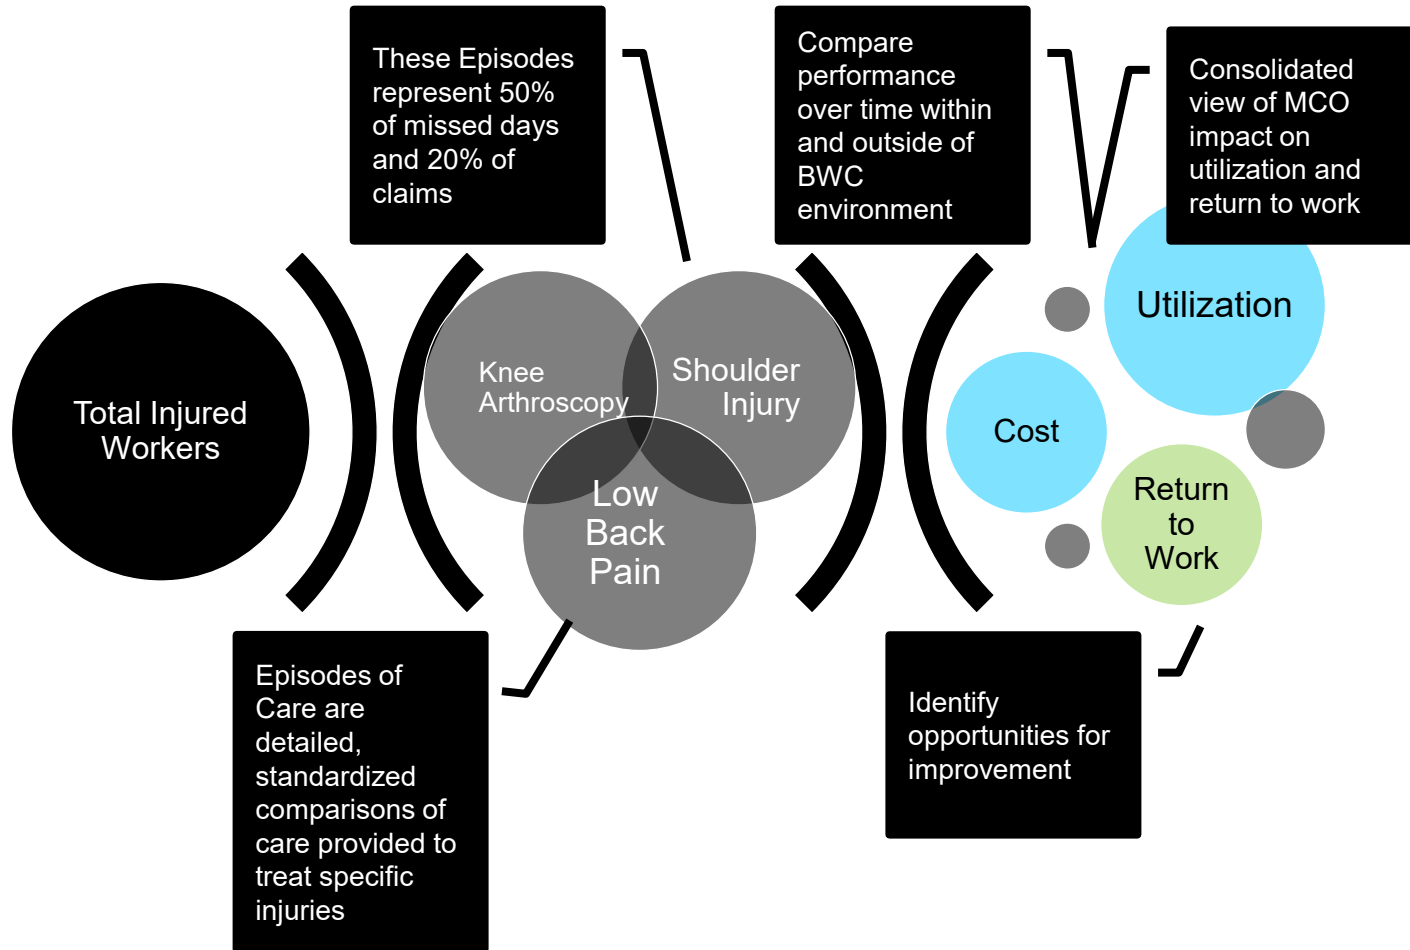 These Episodes
represent 50%
of missed days
and 20% of
claims
Compare
performance
over time within
and outside of
BWC
environment
Consolidated
view of MCO
impact on
utilization and
return to work
Total Injured
Workers
Knee
Arthroscopy
Shoulder
Injury
Low
Back
Pain
Utilization
Cost
Return
to
Work
Episodes of
Care are
detailed,
standardized
comparisons of
care provided to
treat specific
injuries
Identify
opportunities for
improvement